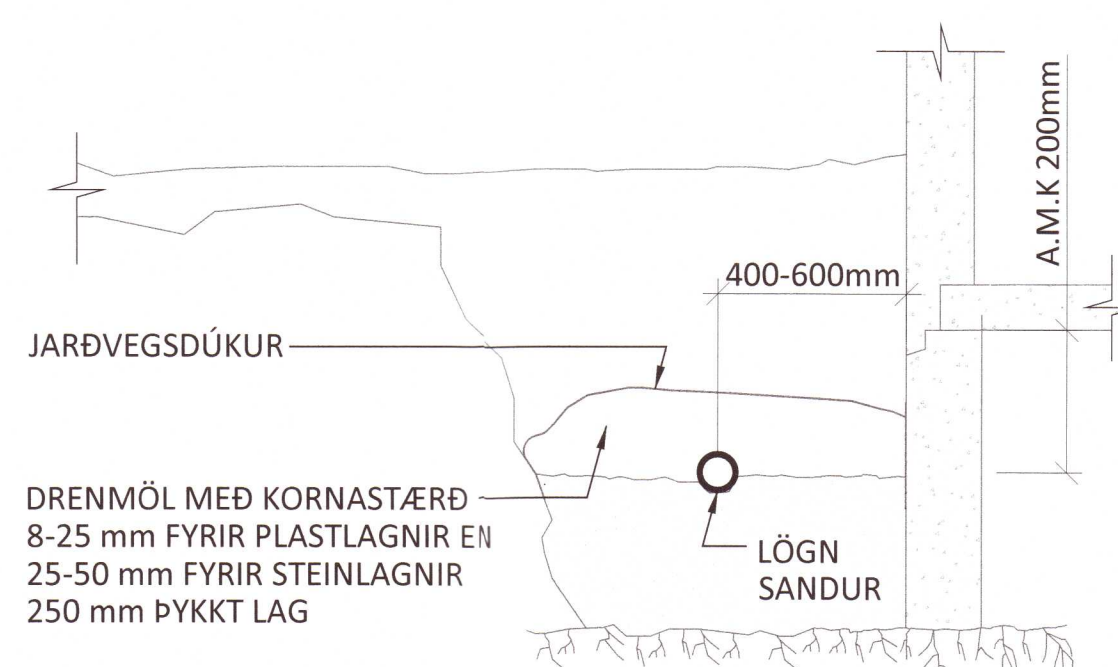 A.M.K 200mm
400-600mm
JARÐVEGSDÚKUR
DRENMÖL MEÐ KORNASTÆRÐ
8-25 mm FYRIR PLASTLAGNIR EN
25-50 mm FYRIR STEINLAGNIR
250 mm ÞYKKT LAG
LÖGN
SANDUR